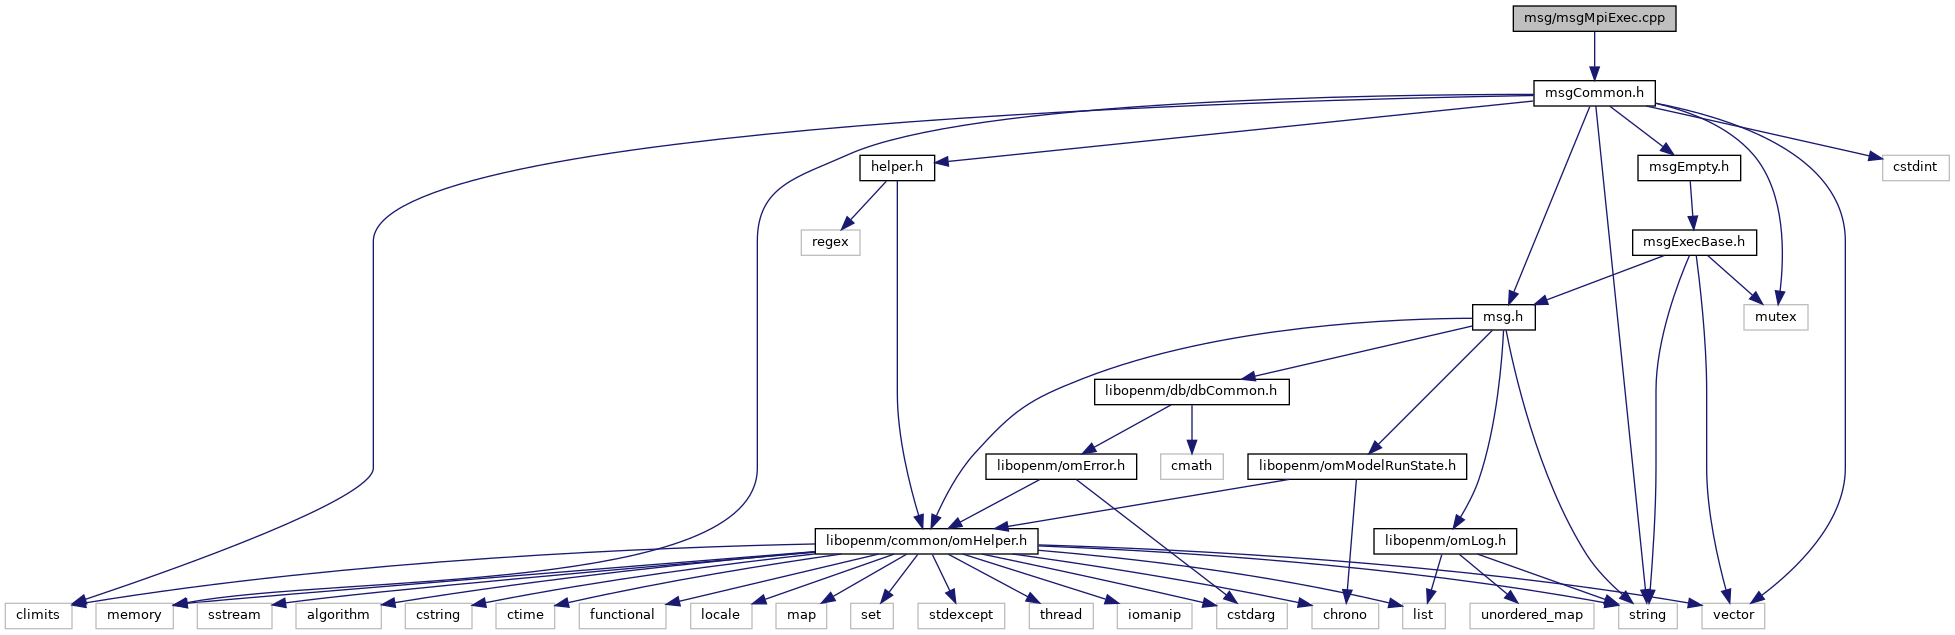 msg/msgMpiExec.cpp
msgCommon.h
helper.h
msgEmpty.h
cstdint
regex
msgExecBase.h
msg.h
mutex
libopenm/db/dbCommon.h
libopenm/omError.h
cmath
libopenm/omModelRunState.h
libopenm/common/omHelper.h
libopenm/omLog.h
climits
memory
sstream
algorithm
cstring
ctime
functional
locale
map
set
stdexcept
thread
iomanip
cstdarg
chrono
list
unordered_map
string
vector